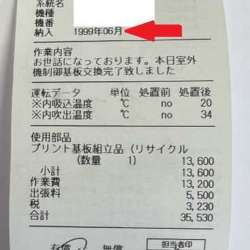 系統名
機種
機番
納入 1999年06月
作業内容
お世話になっております。本日室外
機制御基板交換完了致しました
運転データ 単位 処置前 処置後
※内吸込温度 ℃ no 20
※内吹出温度 ℃ no 34
使用部品
プリント基板組立品(リサイクル
(数量 1) 13,600
小計 13,600
作業費 13,200
出張料 5,500
税 3,230
合計 35,530
有償 無償 担当者印